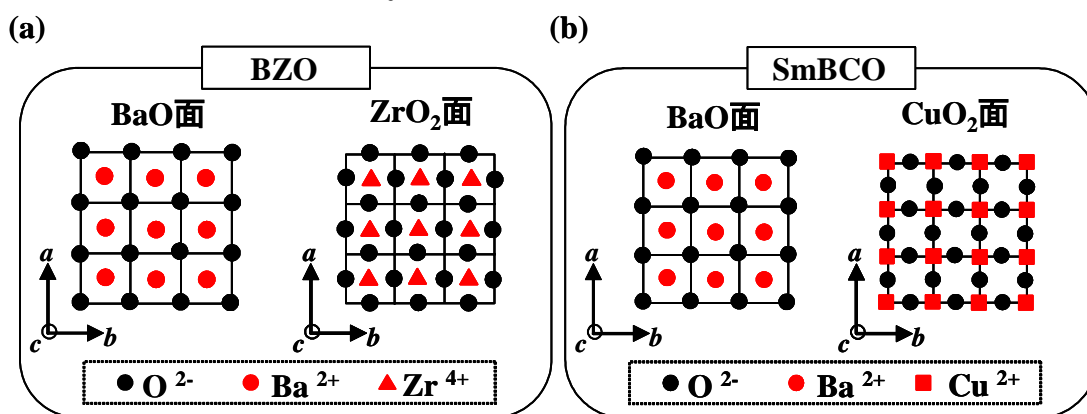 (a)
BZO
BaO面
ZrO2面
a
c
b
O 2-
Ba 2+
Zr 4+
(b)
SmBCO
BaO面
CuO2面
a
c
b
a
c
b
a
c
b
O 2-
Ba 2+
Cu 2+